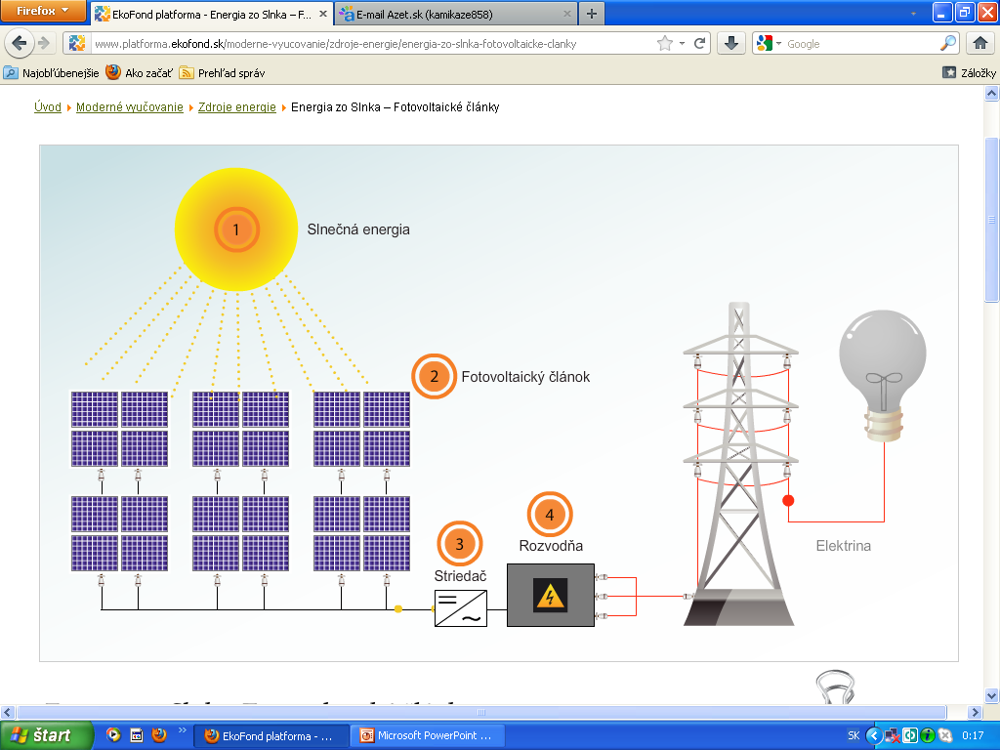 Firefox
EkoFond platforma - Energia zo Slnka – F...
E-mail Azet.sk (kamikaze858)
www.platforma.ekofond.sk/moderne-vyucovanie/zdroje-energie/energia-zo-slnka-fotovoltaicke-clanky
Google
Najobľúbenejšie
Ako začať
Prehľad správ
Záložky
Úvod
Moderné vyučovanie
Zdroje energie
Energia zo Slnka – Fotovoltaické články
1
Slnečná energia
2
Fotovoltaický článok
3
Striedač
4
Rozvodňa
Elektrina
štart
EkoFond platforma - ...
Microsoft PowerPoint ...
SK
0:17